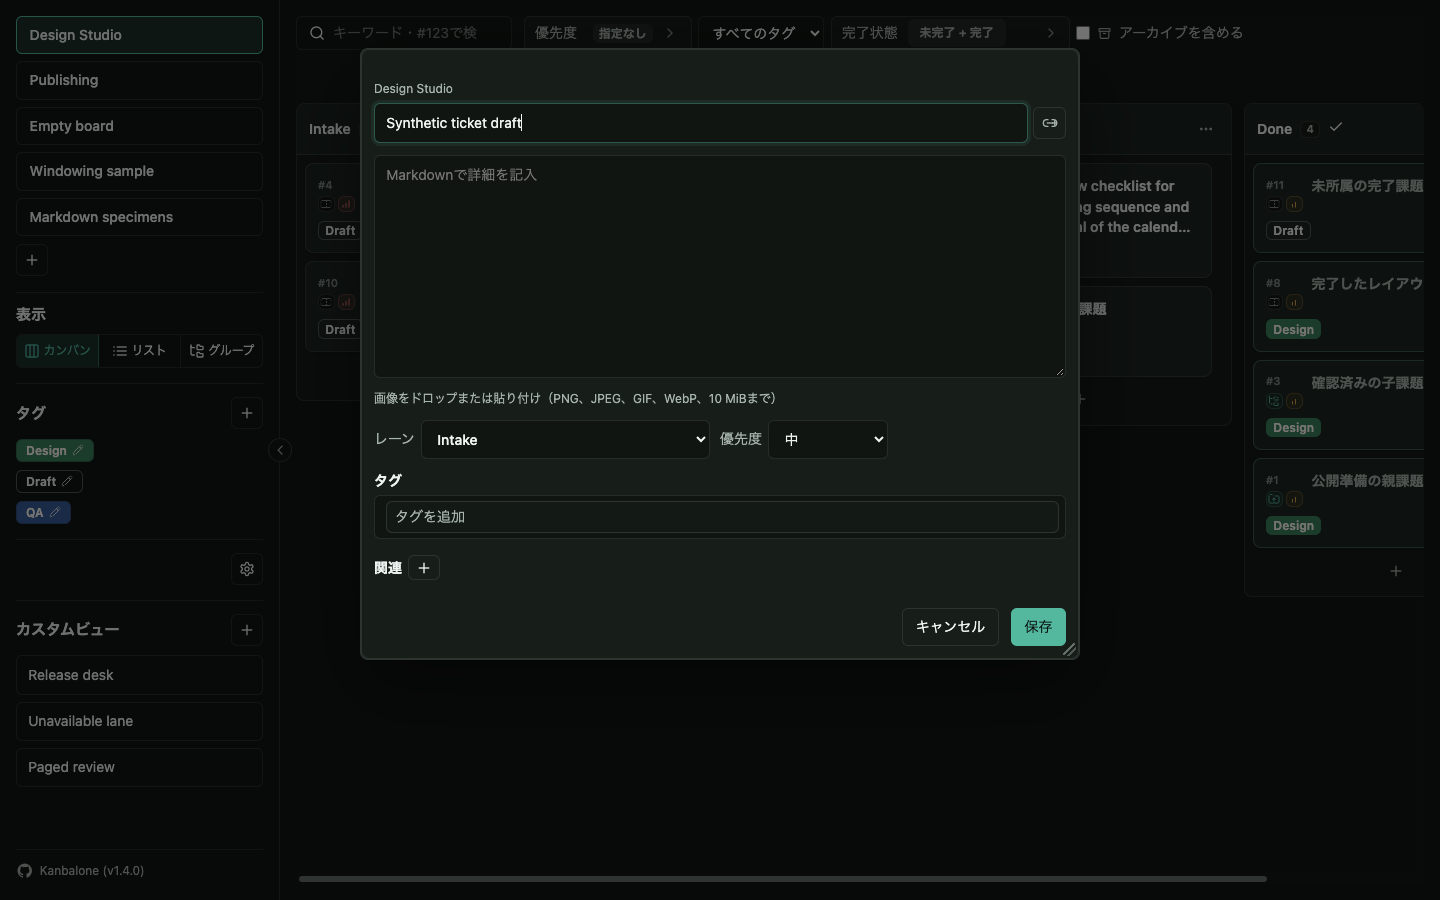 Design Studio
Publishing
Empty board
Windowing sample
Markdown specimens
表示
カンバン
リスト
グループ
タグ
Design
Draft
QA
カスタムビュー
Release desk
Unavailable lane
Paged review
Kanbalone (v1.4.0)
キーワード・#123で検
優先度 指定なし
すべてのタグ
完了状態 未完了 + 完了
アーカイブを含める
Intake
#4
Draft
#10
Draft
Design Studio
Synthetic ticket draft
Markdownで詳細を記入
画像をドロップまたは貼り付け（PNG、JPEG、GIF、WebP、10 MiBまで）
レーン Intake 優先度 中
タグ
タグを追加
関連
キャンセル 保存
w checklist for
ng sequence and
al of the calend...
課題
Done 4
#11 未所属の完了課題
Draft
#8 完了したレイアウ
Design
#3 確認済みの子課題
Design
#1 公開準備の親課題
Design